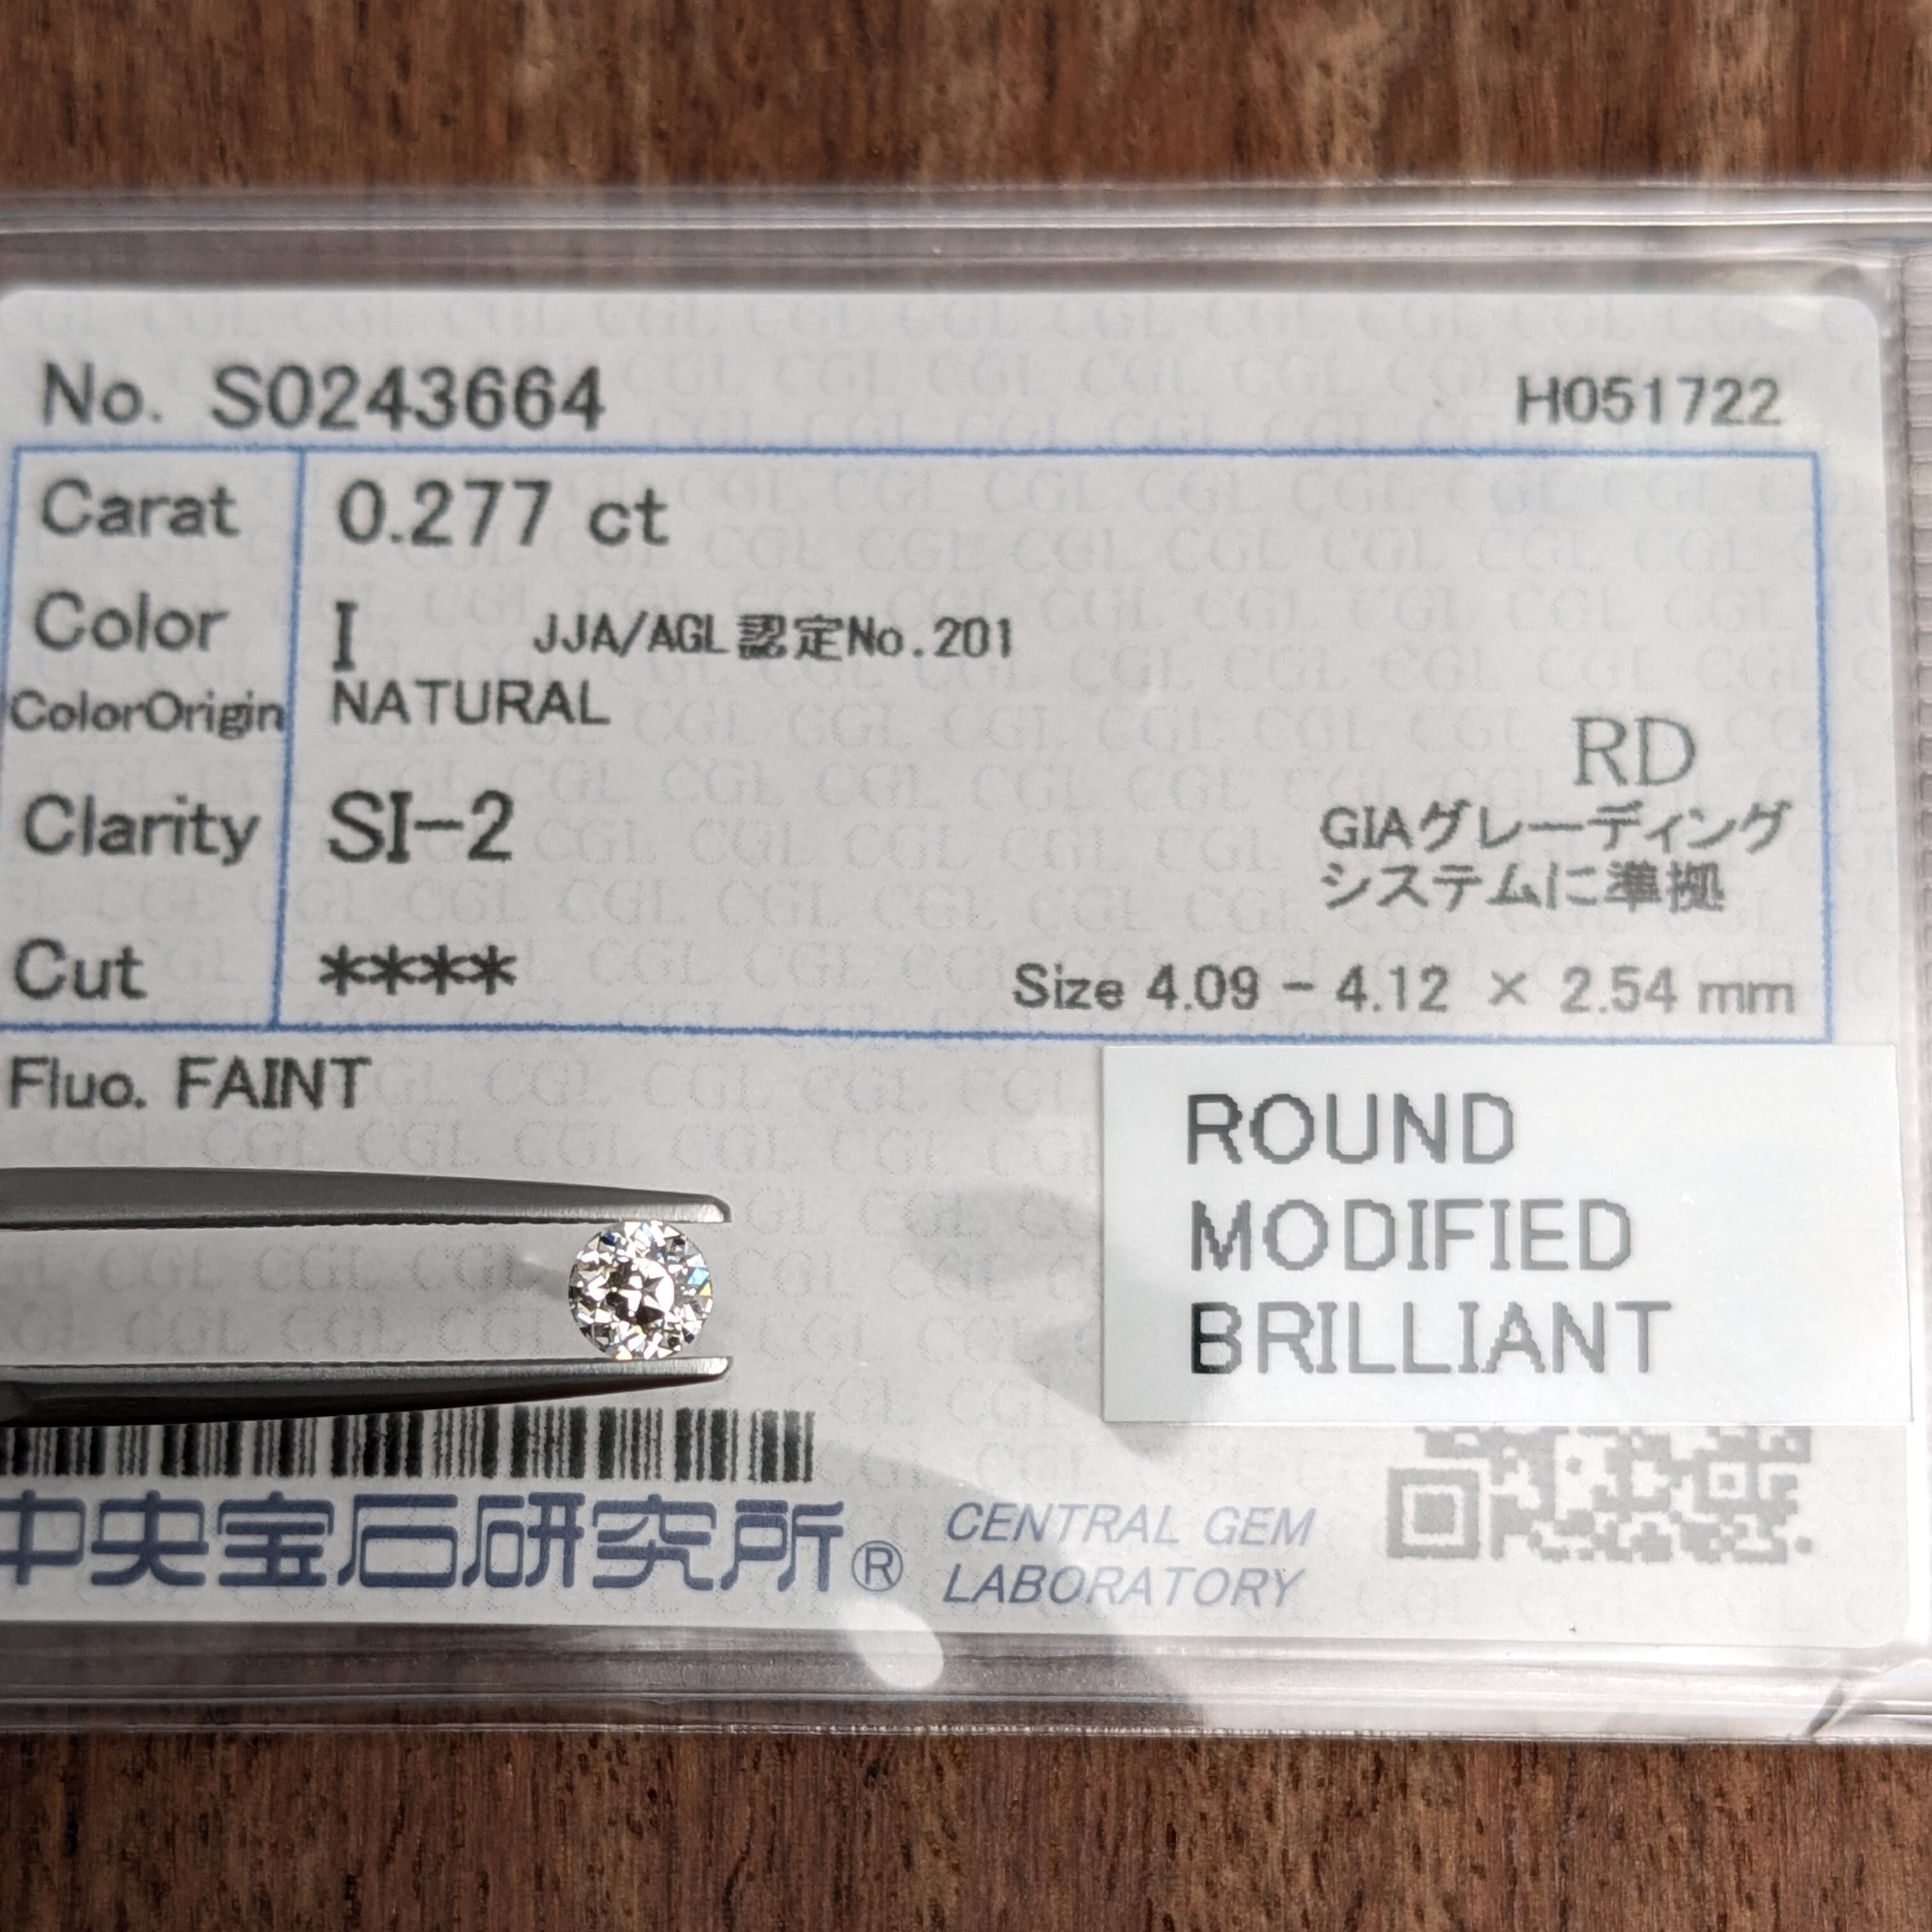 No. S0243664
H051722
Carat 0.277 ct
Color I JJA/AGL認定No.201
ColorOrigin NATURAL
RD
Clarity SI-2
GIAグレーディング
システムに準拠
Cut ****
Size 4.09 - 4.12 × 2.54 mm
Fluo. FAINT
ROUND
MODIFIED
BRILLIANT
中央宝石研究所®
CENTRAL GEM
LABORATORY